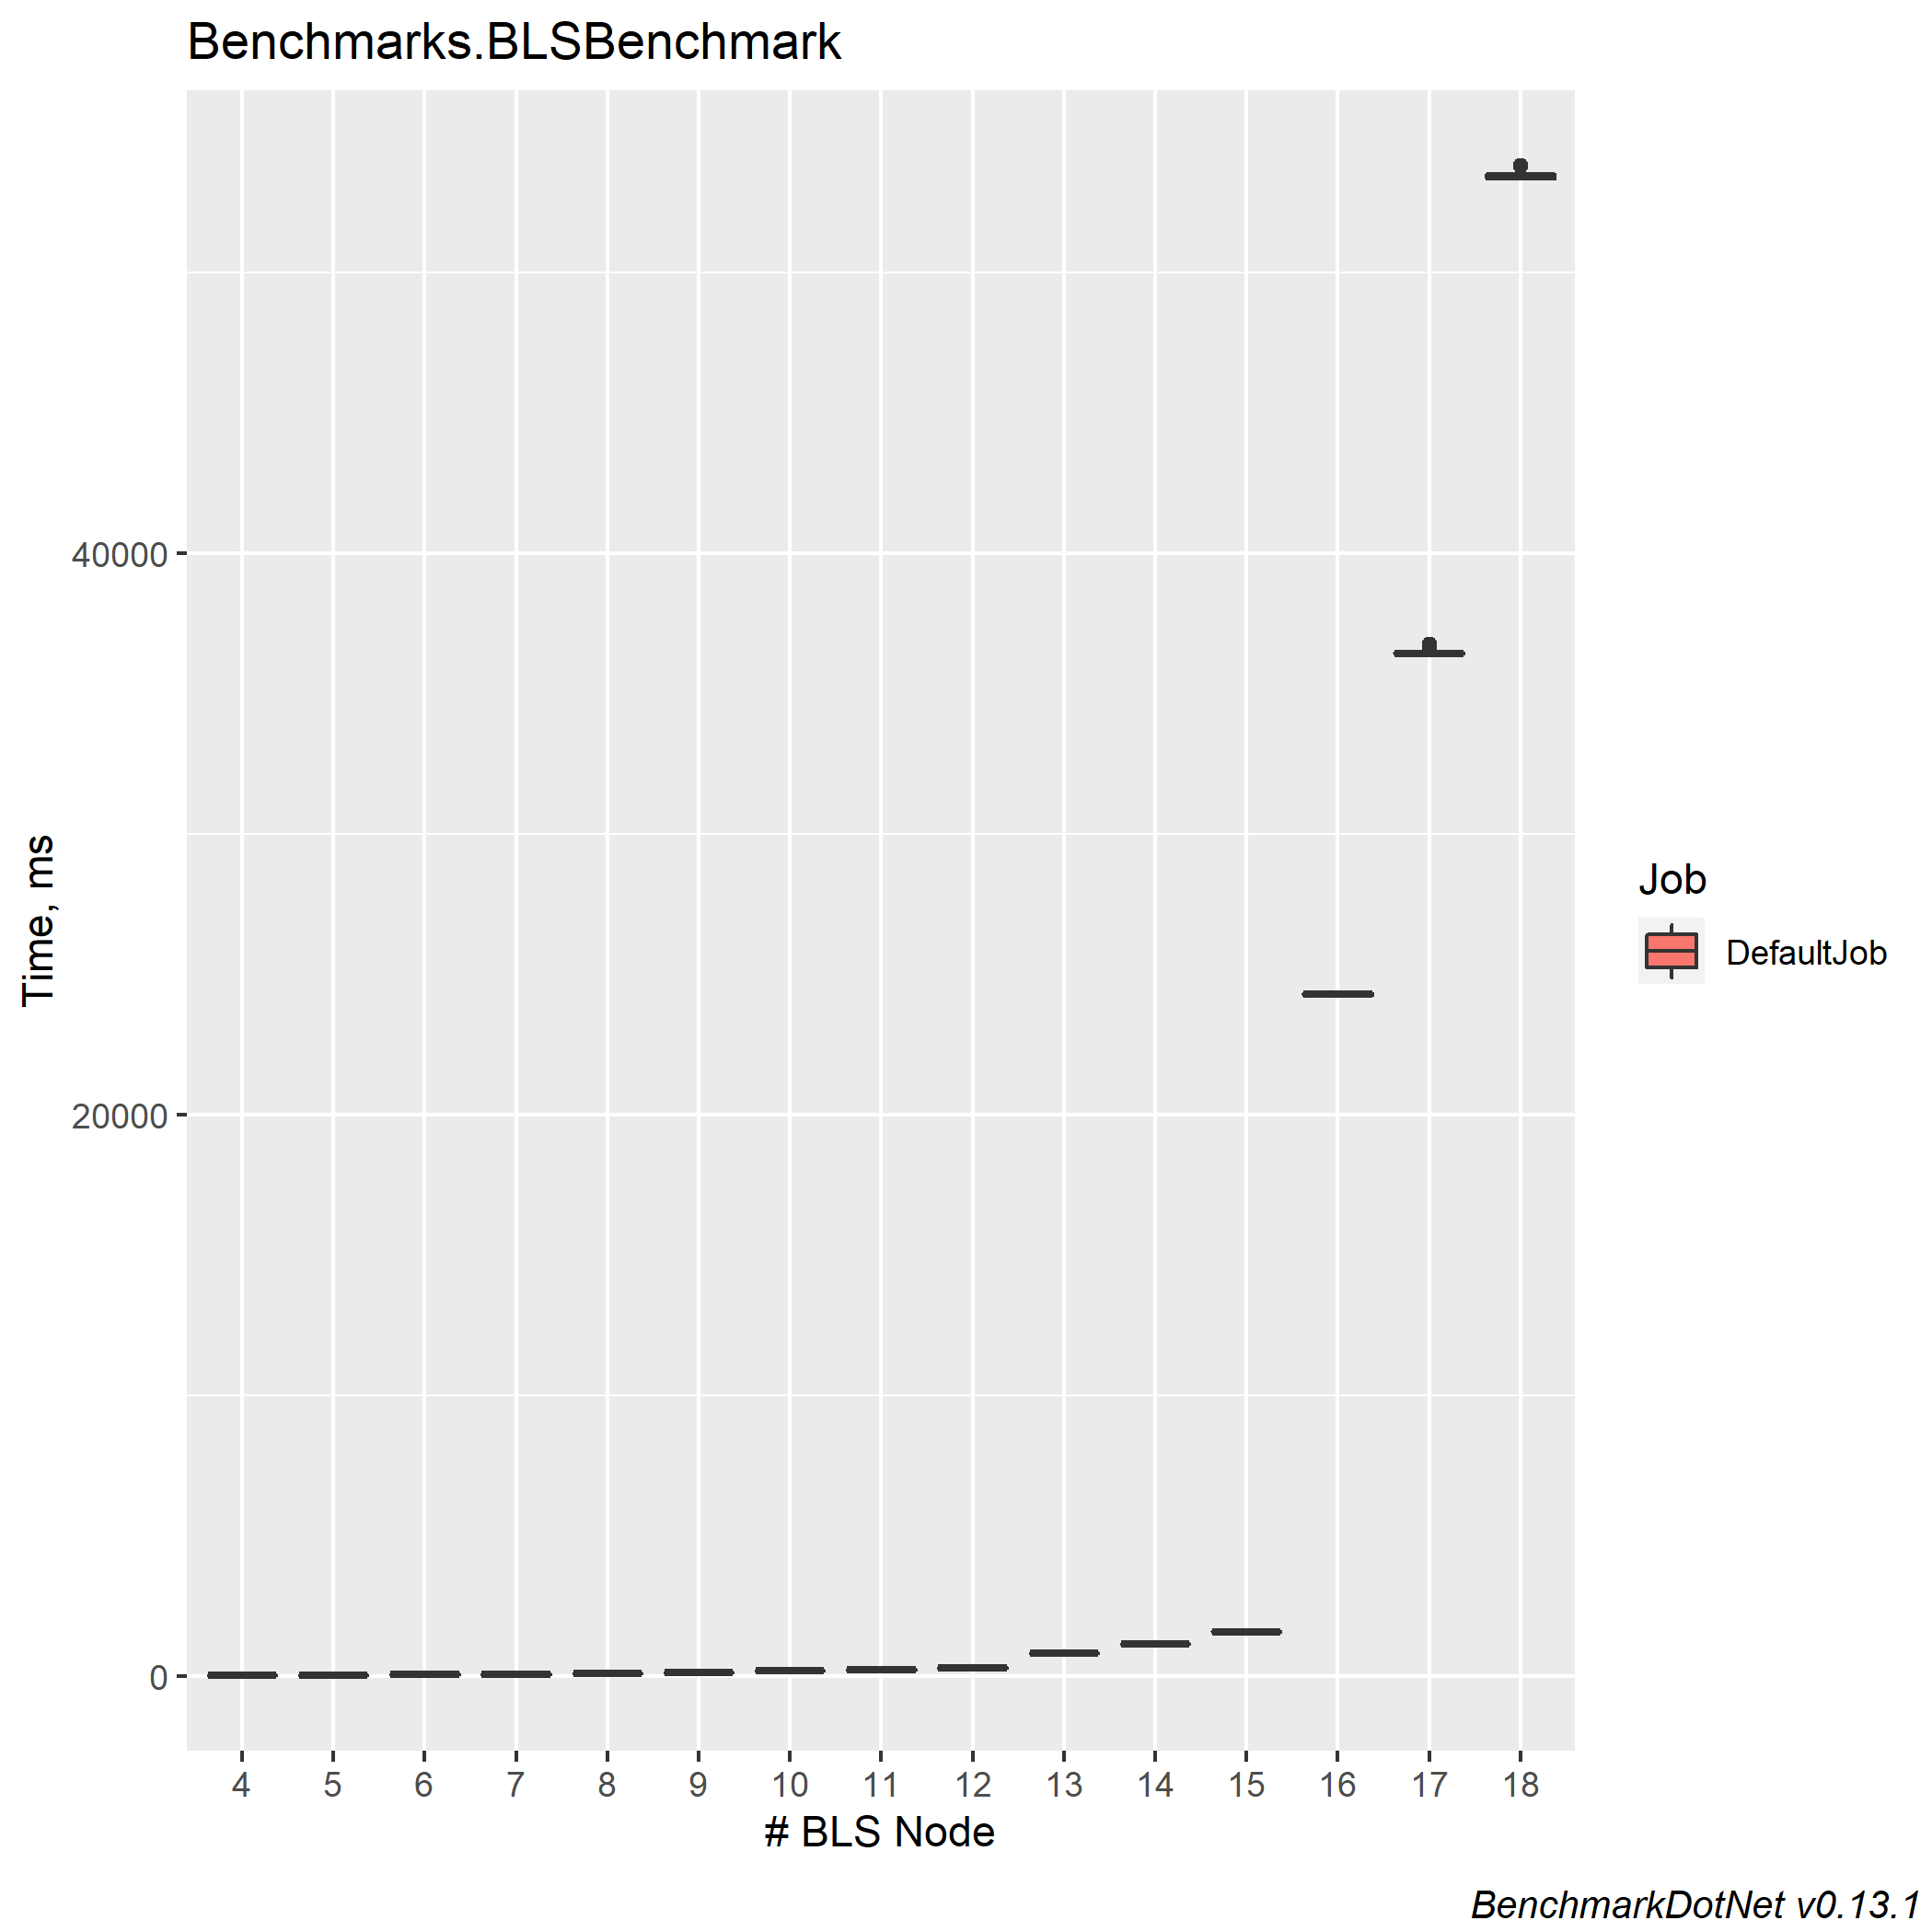 Benchmarks.BLSBenchmark
Time, ms
40000
20000
0
4 5 6 7 8 9 10 11 12 13 14 15 16 17 18
# BLS Node
Job
DefaultJob
BenchmarkDotNet v0.13.1